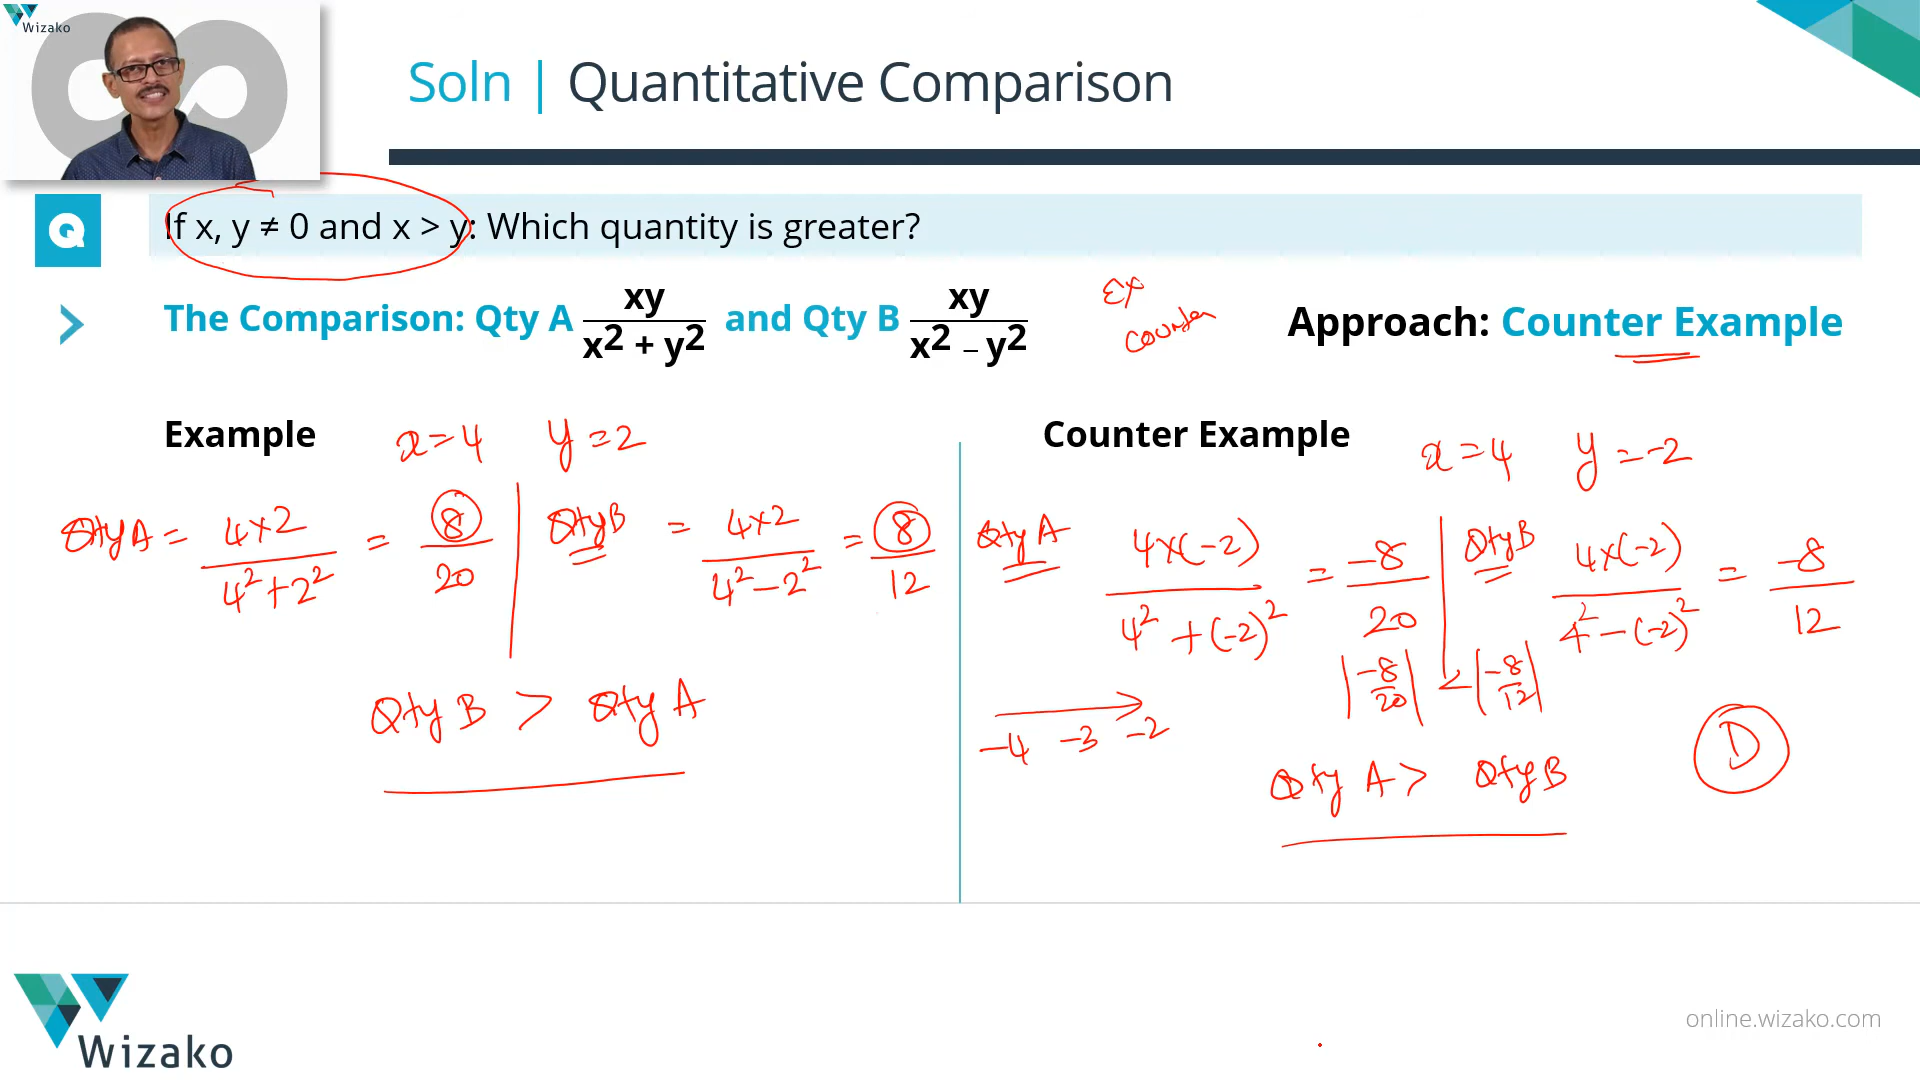 Wizako
Soln | Quantitative Comparison
Q
If x, y ≠ 0 and x > y: Which quantity is greater?
The Comparison: Qty A xy / x² + y² and Qty B xy / x² – y²
Ex
counter
Approach: Counter Example
Example x=4 y=2
Qty A = 4×2 / 4²+2² = 8 / 20
Qty B = 4×2 / 4²−2² = 8 / 12
Qty B > Qty A
Counter Example x=4 y=-2
Qty A 4×(-2) / 4²+(-2)² = -8 / 20
Qty B 4×(-2) / 4²−(-2)² = -8 / 12
|-8/20| < |-8/12|
-4 -3 -2
Qty A > Qty B
D
Wizako
online.wizako.com